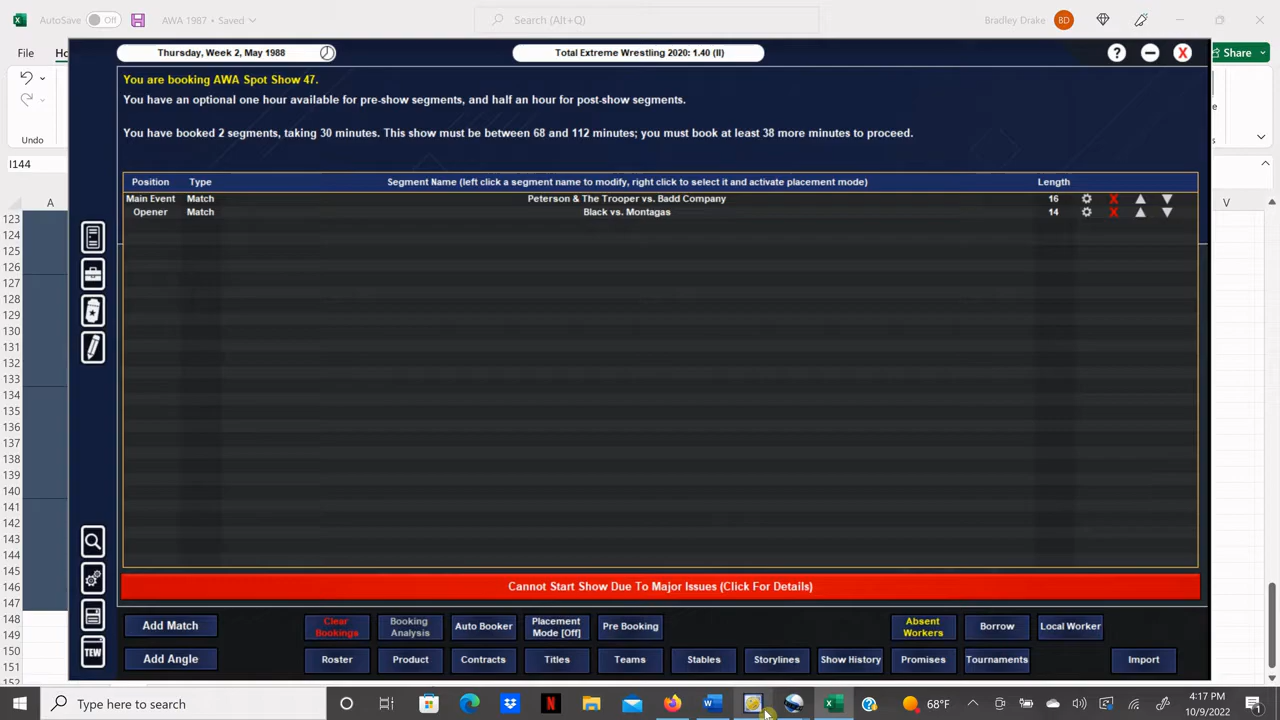 AutoSave Off AWA 1987 • Saved Search (Alt+Q) Bradley Drake BD
File Share
Thursday, Week 2, May 1988 Total Extreme Wrestling 2020: 1.40 (II) ? X
You are booking AWA Spot Show 47.
You have an optional one hour available for pre-show segments, and half an hour for post-show segments.
You have booked 2 segments, taking 30 minutes. This show must be between 68 and 112 minutes; you must book at least 38 more minutes to proceed.
Undo
I144
A V
Position Type Segment Name (left click a segment name to modify, right click to select it and activate placement mode) Length
Main Event Match Peterson & The Trooper vs. Badd Company 16 X
Opener Match Black vs. Montagas 14 X
123
124
125
126
127
128
129
130
131
132
133
134
135
136
137
138
139
140
141
142
143
144
145
146
147
148
149
150
151
152
Cannot Start Show Due To Major Issues (Click For Details)
Add Match Clear Bookings Booking Analysis Auto Booker Placement Mode [Off] Pre Booking Absent Workers Borrow Local Worker
TEW
Add Angle Roster Product Contracts Titles Teams Stables Storylines Show History Promises Tournaments Import
Type here to search 68°F 4:17 PM
10/9/2022